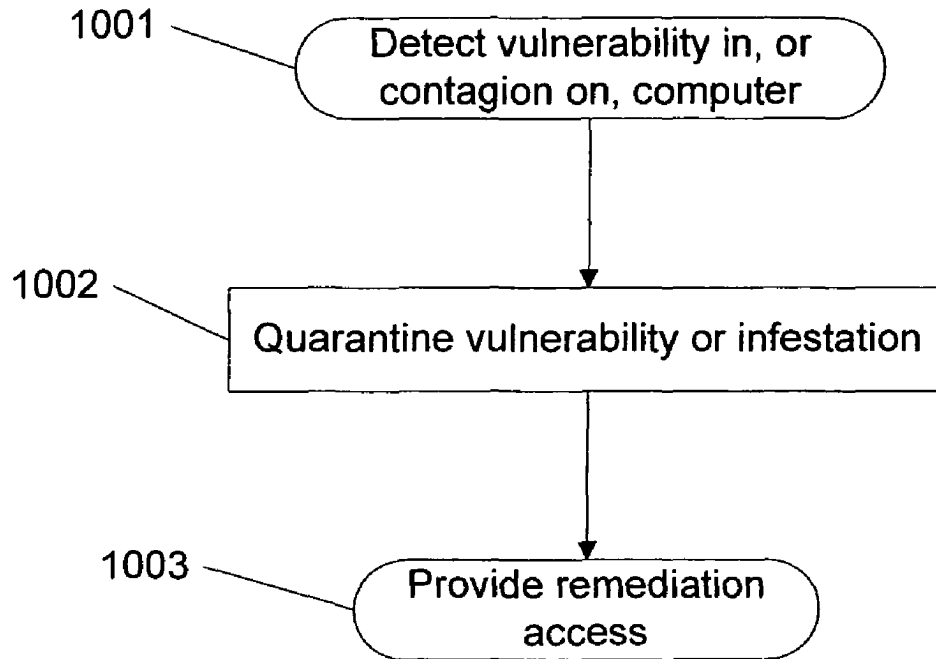 1001
Detect vulnerability in, or
contagion on, computer
1002
Quarantine vulnerability or infestation
1003
Provide remediation
access